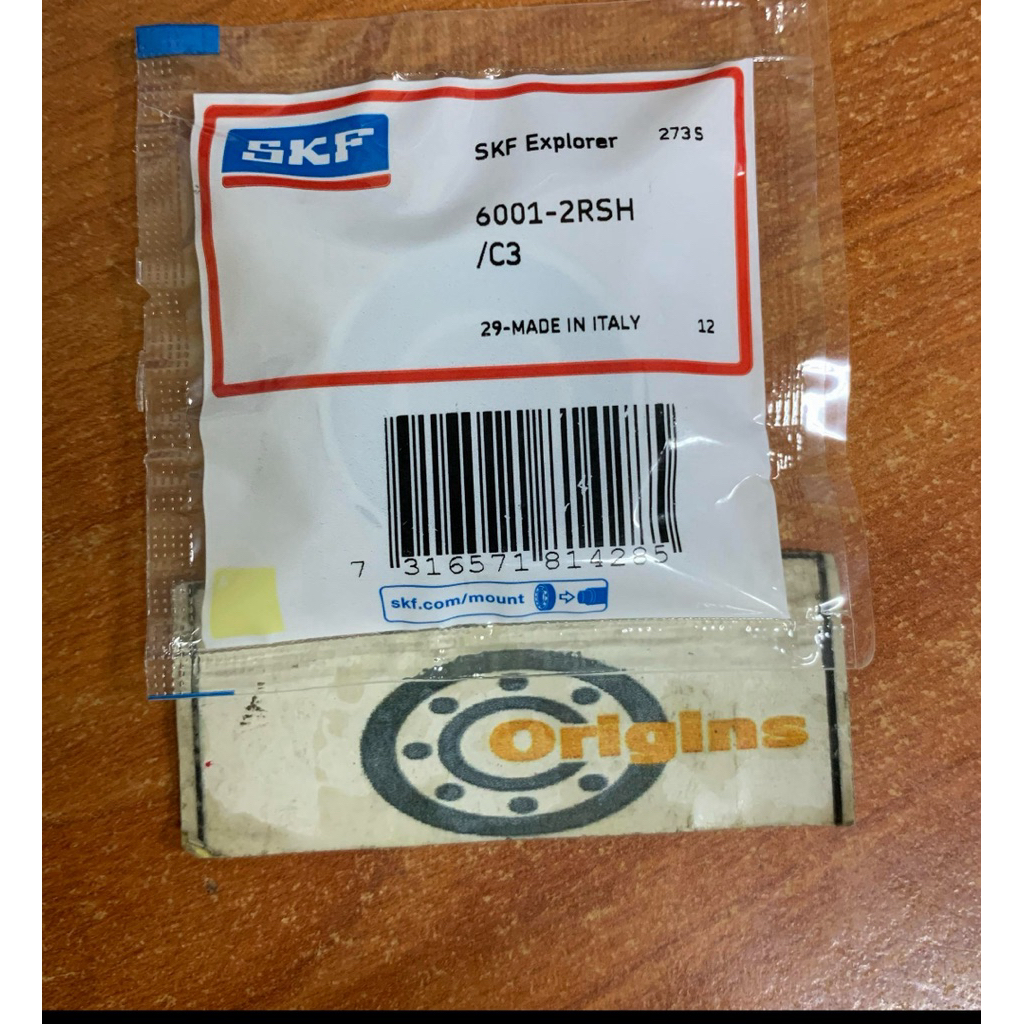 SKF
SKF Explorer 273S
6001-2RSH
/C3
29-MADE IN ITALY 12
7 316571 814285
skf.com/mount
Origins